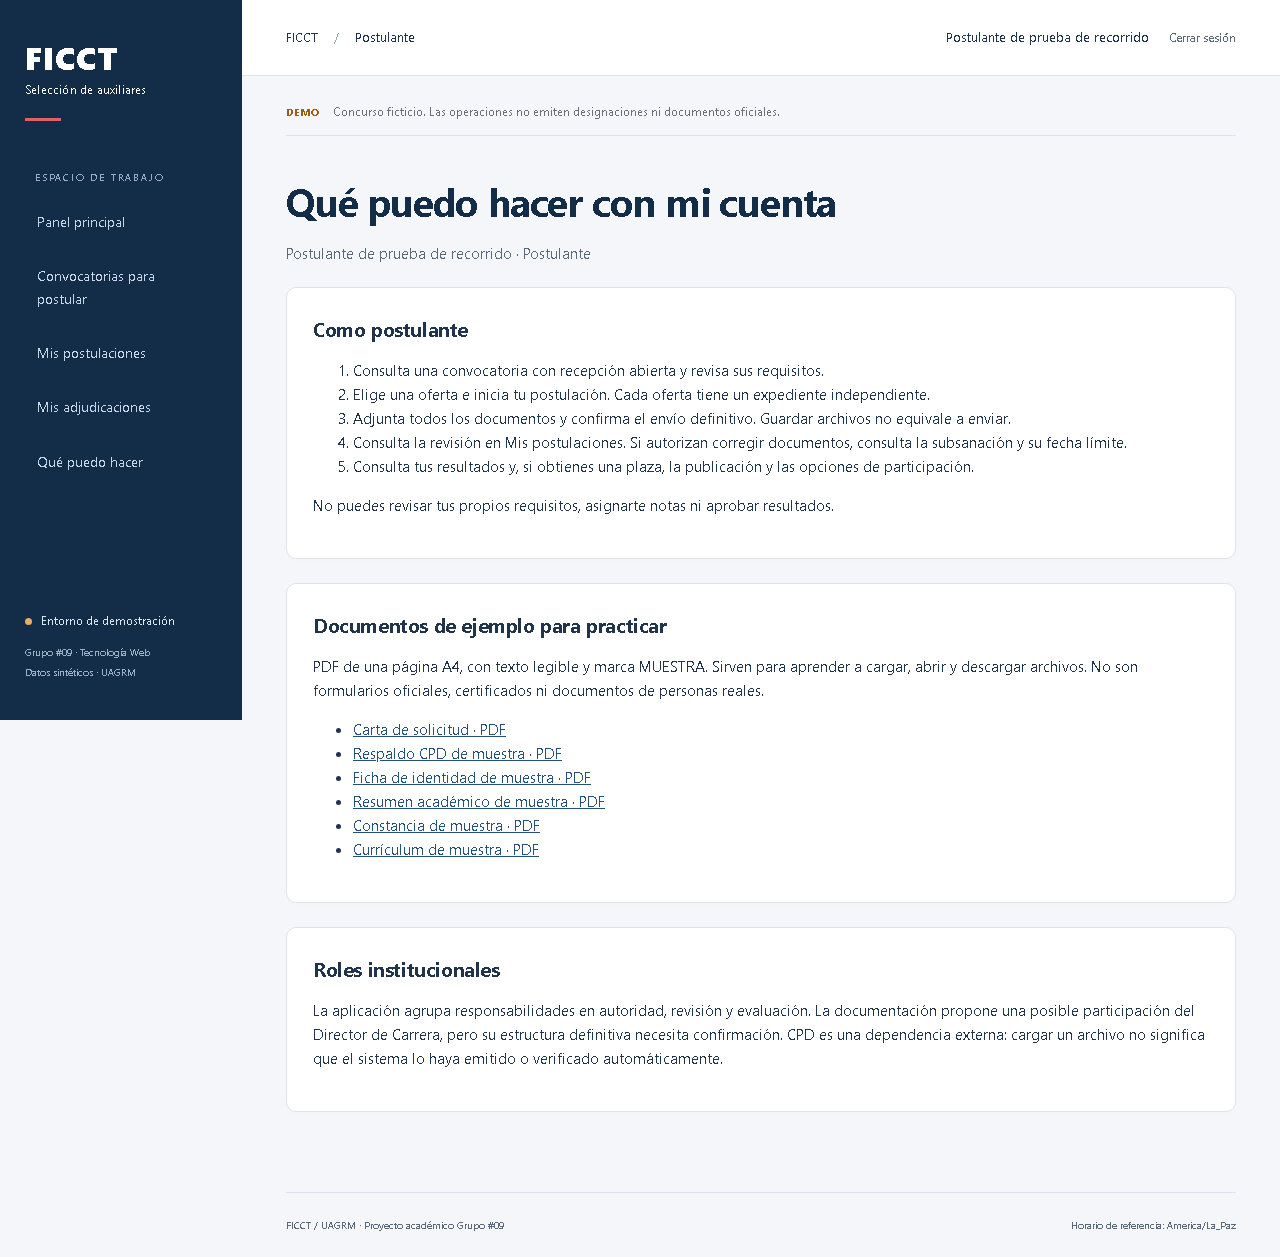 FICCT
Selección de auxiliares
ESPACIO DE TRABAJO
Panel principal
Convocatorias para
postular
Mis postulaciones
Mis adjudicaciones
Qué puedo hacer
Entorno de demostración
Grupo #09 · Tecnología Web
Datos sintéticos · UAGRM
FICCT / Postulante
Postulante de prueba de recorrido Cerrar sesión
DEMO Concurso ficticio. Las operaciones no emiten designaciones ni documentos oficiales.
Qué puedo hacer con mi cuenta
Postulante de prueba de recorrido · Postulante
Como postulante
1. Consulta una convocatoria con recepción abierta y revisa sus requisitos.
2. Elige una oferta e inicia tu postulación. Cada oferta tiene un expediente independiente.
3. Adjunta todos los documentos y confirma el envío definitivo. Guardar archivos no equivale a enviar.
4. Consulta la revisión en Mis postulaciones. Si autorizan corregir documentos, consulta la subsanación y su fecha límite.
5. Consulta tus resultados y, si obtienes una plaza, la publicación y las opciones de participación.
No puedes revisar tus propios requisitos, asignarte notas ni aprobar resultados.
Documentos de ejemplo para practicar
PDF de una página A4, con texto legible y marca MUESTRA. Sirven para aprender a cargar, abrir y descargar archivos. No son
formularios oficiales, certificados ni documentos de personas reales.
• Carta de solicitud · PDF
• Respaldo CPD de muestra · PDF
• Ficha de identidad de muestra · PDF
• Resumen académico de muestra · PDF
• Constancia de muestra · PDF
• Currículum de muestra · PDF
Roles institucionales
La aplicación agrupa responsabilidades en autoridad, revisión y evaluación. La documentación propone una posible participación del
Director de Carrera, pero su estructura definitiva necesita confirmación. CPD es una dependencia externa: cargar un archivo no significa
que el sistema lo haya emitido o verificado automáticamente.
FICCT / UAGRM · Proyecto académico Grupo #09
Horario de referencia: America/La_Paz